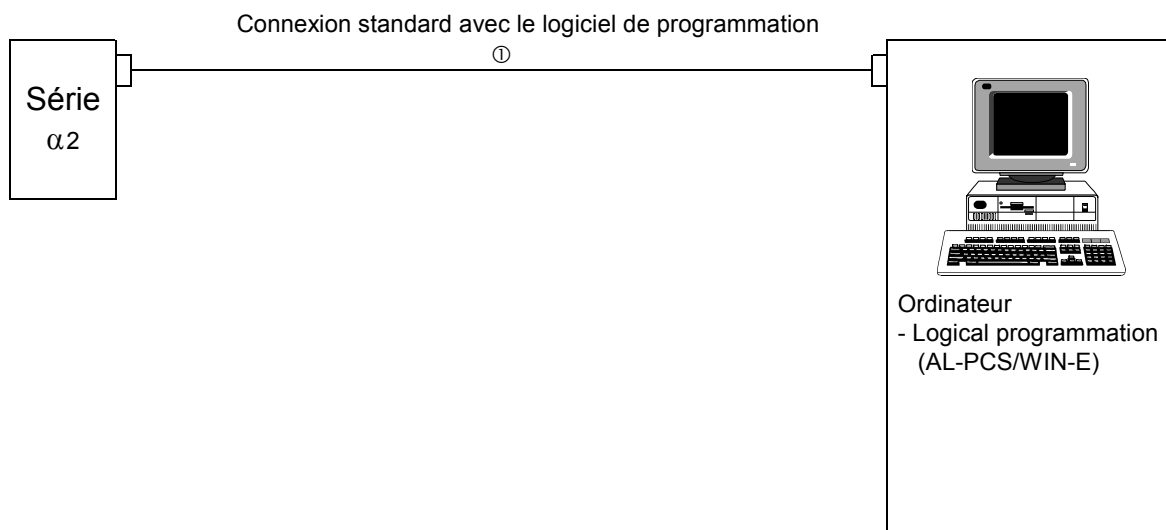 Connexion standard avec le logiciel de programmation
①
Série
α2
Ordinateur
- Logical programmation
(AL-PCS/WIN-E)